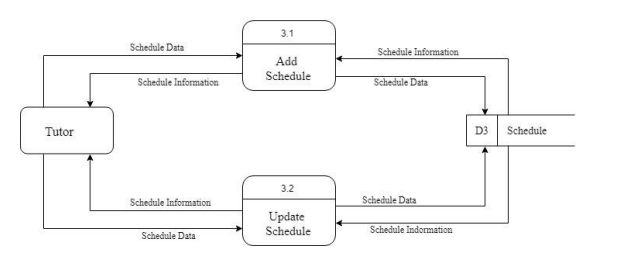 3.1
Schedule Data
Schedule Information
Add
Schedule
Schedule Information
Schedule Data
Tutor
D3
Schedule
3.2
Schedule Information
Schedule Data
Update
Schedule
Schedule Data
Schedule Indormation